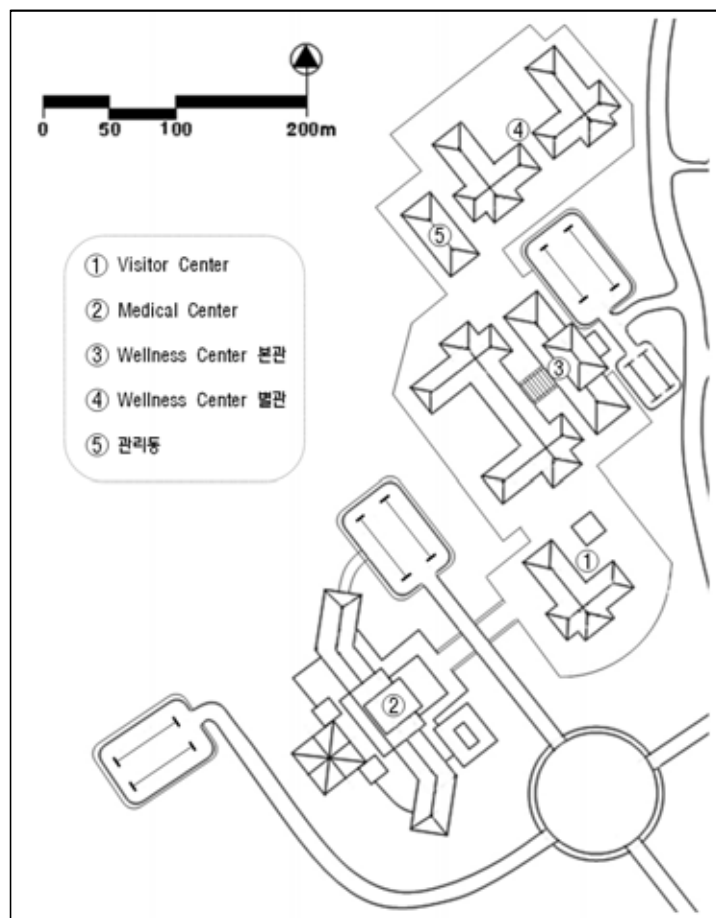 0 50 100 200m
① Visitor Center
② Medical Center
③ Wellness Center 본관
④ Wellness Center 별관
⑤ 관리동
④
⑤
③
①
②